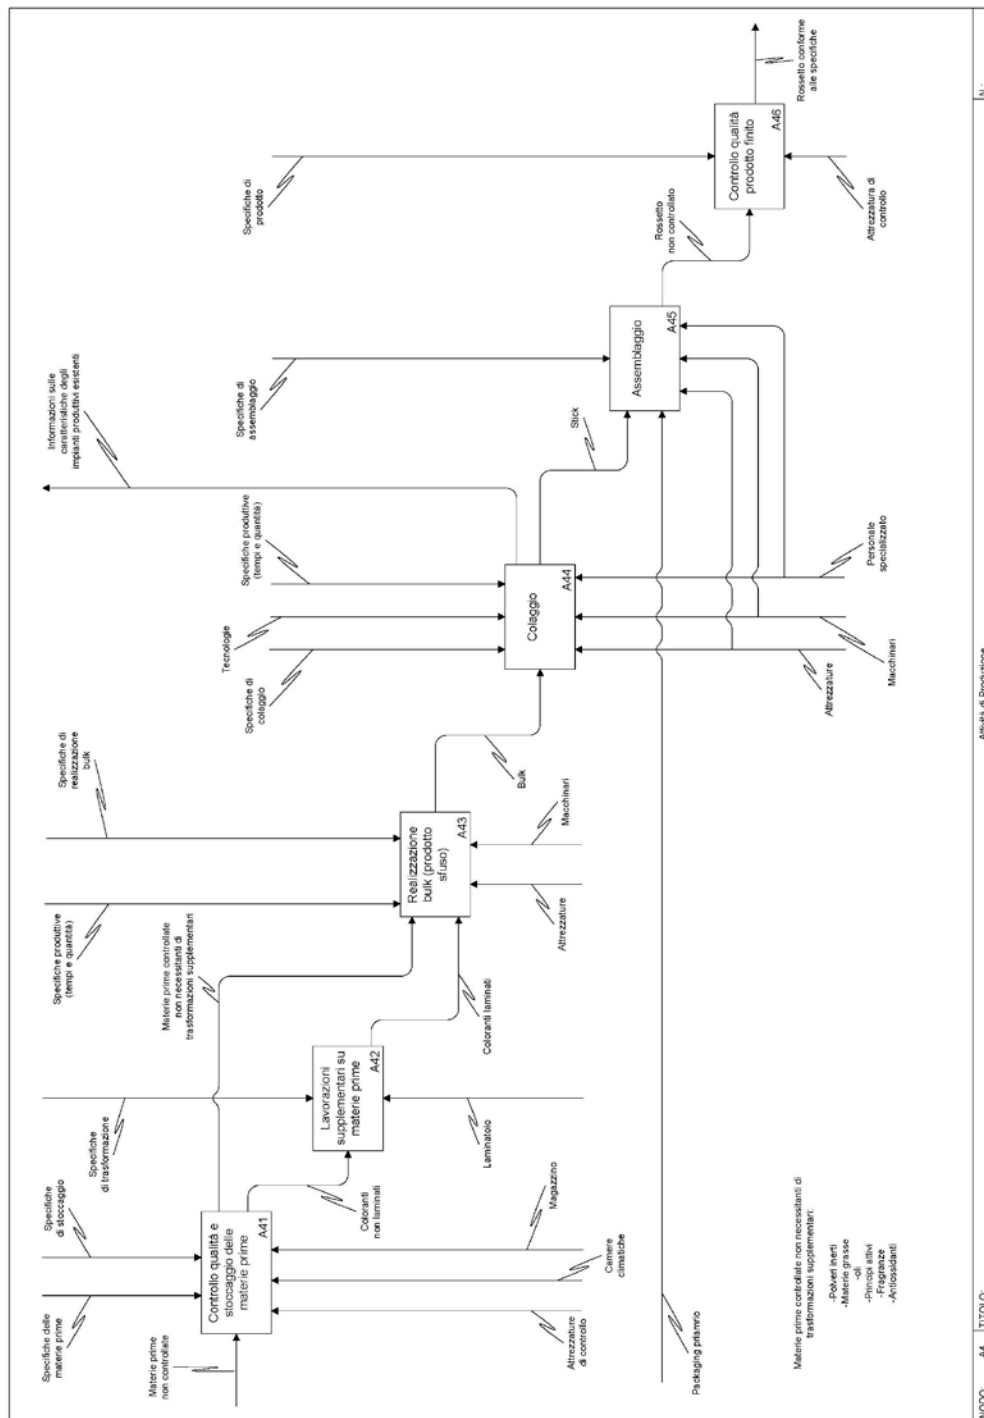 Specifiche delle
materie prime
Specifiche
di stoccaggio
Materie prime
non controllate
Controllo qualità e
stoccaggio delle
materie prime
A41
Attrezzature
di controllo
Camere
climatiche
Magazzino
Coloranti
non laminati
Specifiche
di trasformazione
Lavorazioni
supplementari su
materie prime
A42
Laminatoio
Coloranti laminati
Materie prime controllate
non necessitanti di
trasformazioni supplementari
Specifiche produttive
(tempi e quantità)
Specifiche di
realizzazione
bulk
Realizzazione
bulk (prodotto
sfuso)
A43
Attrezzature
Macchinari
Bulk
Specifiche di
colaggio
Tecnologie
Specifiche produttive
(tempi e quantità)
Informazioni sulle
caratteristiche degli
impianti produttivi esistenti
Colaggio
A44
Attrezzature
Macchinari
Personale
specializzato
Stick
Specifiche di
assemblaggio
Assemblaggio
A45
Packaging priamrio
Rossetto
non controllato
Specifiche di
prodotto
Controllo qualità
prodotto finito
A46
Attrezzatura di
controllo
Rossetto conforme
alle specifiche
Materie prime controllate non necessitanti di
trasformazioni supplementari:
-Polveri inerti
-Materie grasse
-oli
-Principi attivi
-Fragranze
-Antiossidanti
NODO: A4 TITOLO: Attività di Produzione N.: